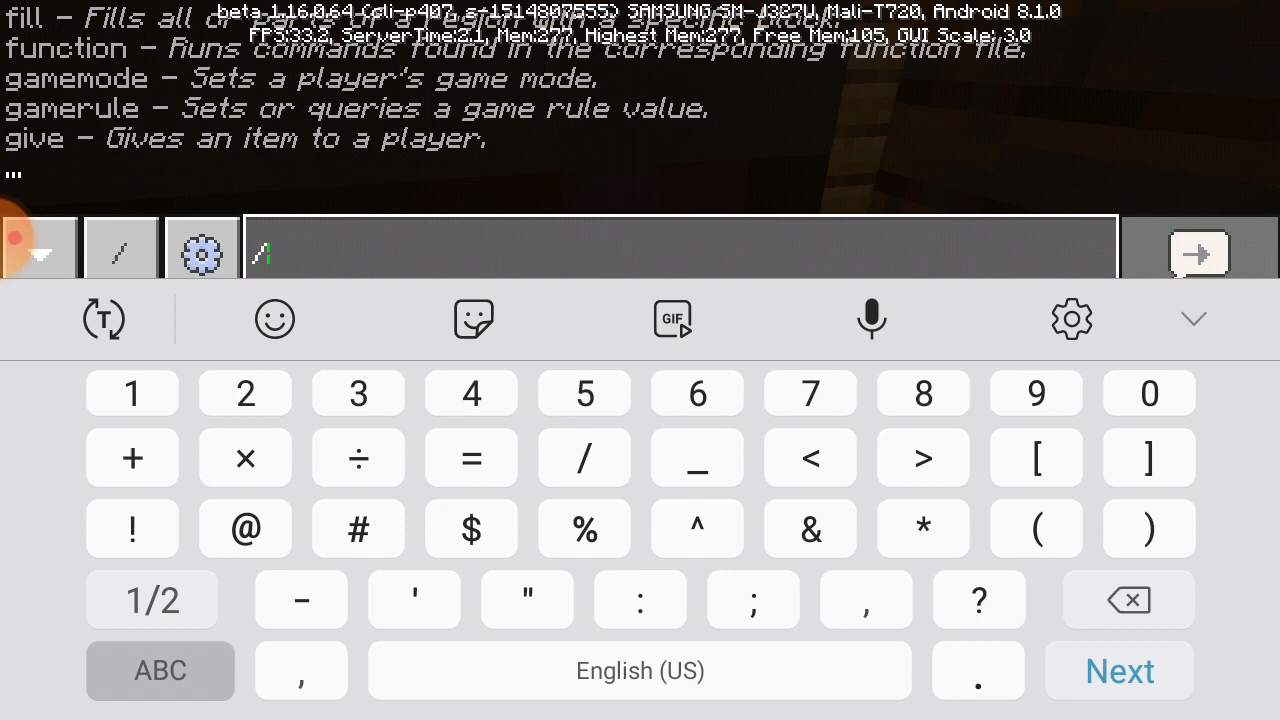 beta 1.16.0.64 SAMSUNG SM-J327U, Mali-T720, Android 8.1.0
fill - Fills all or parts of a region with a specific block.
FPS:33.2, ServerTime:2.1, Mem:277, Highest Mem:277, Free Mem:105, GUI Scale: 3.0
function - Runs commands found in the corresponding function file.
gamemode - Sets a player's game mode.
gamerule - Sets or queries a game rule value.
give - Gives an item to a player.
...
/ /
T GIF
1 2 3 4 5 6 7 8 9 0
+ × ÷ = / _ < > [ ]
! @ # $ % ^ & * ( )
1/2 - ' " : ; , ?
ABC , English (US) . Next